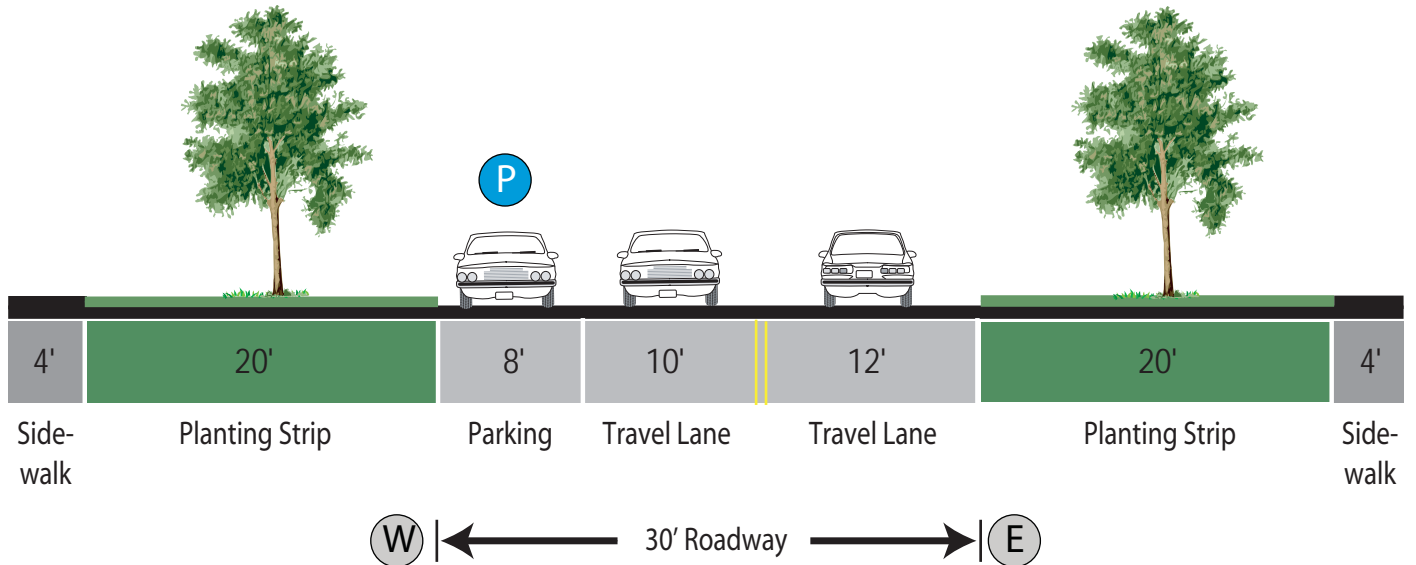 P
4' 20' 8' 10' 12' 20' 4'
Side- Planting Strip Parking Travel Lane Travel Lane Planting Strip Side-
walk walk
W 30’ Roadway E